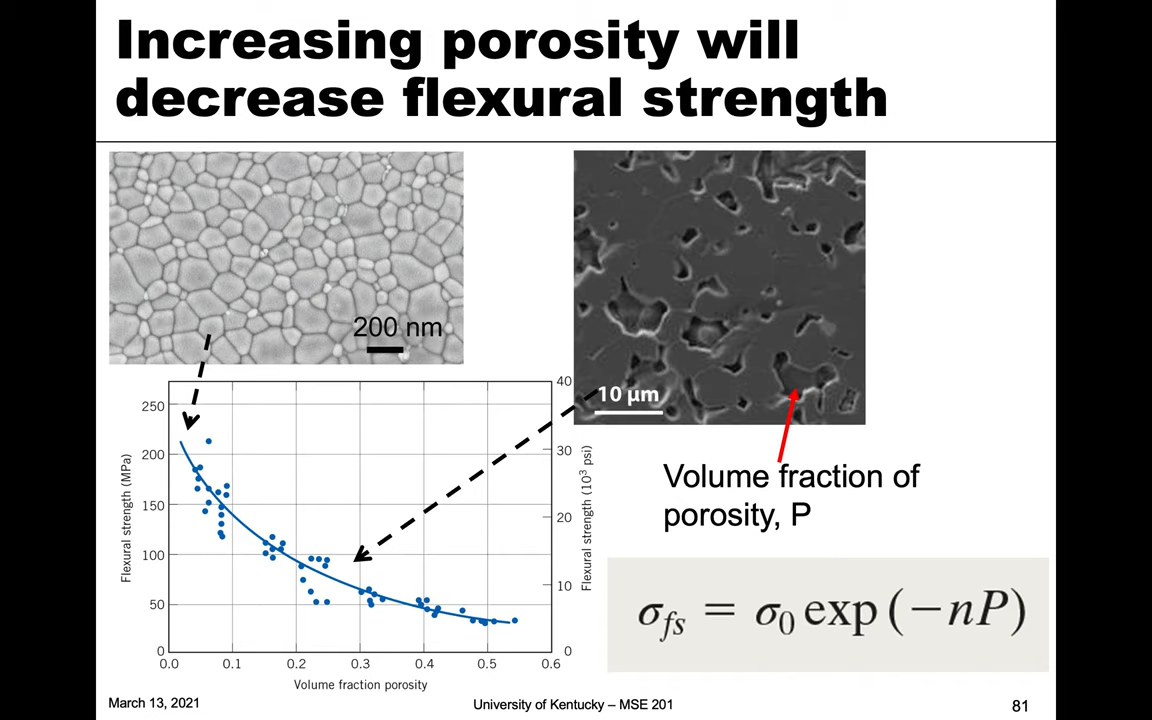 Increasing porosity will
decrease flexural strength
200 nm
10 μm
Volume fraction of
porosity, P
σfs = σ0 exp (−nP)
Flexural strength (MPa)
250
200
150
100
50
0
0.0 0.1 0.2 0.3 0.4 0.5 0.6
Volume fraction porosity
40
30
20
10
0
Flexural strength (10³ psi)
March 13, 2021
University of Kentucky – MSE 201
81